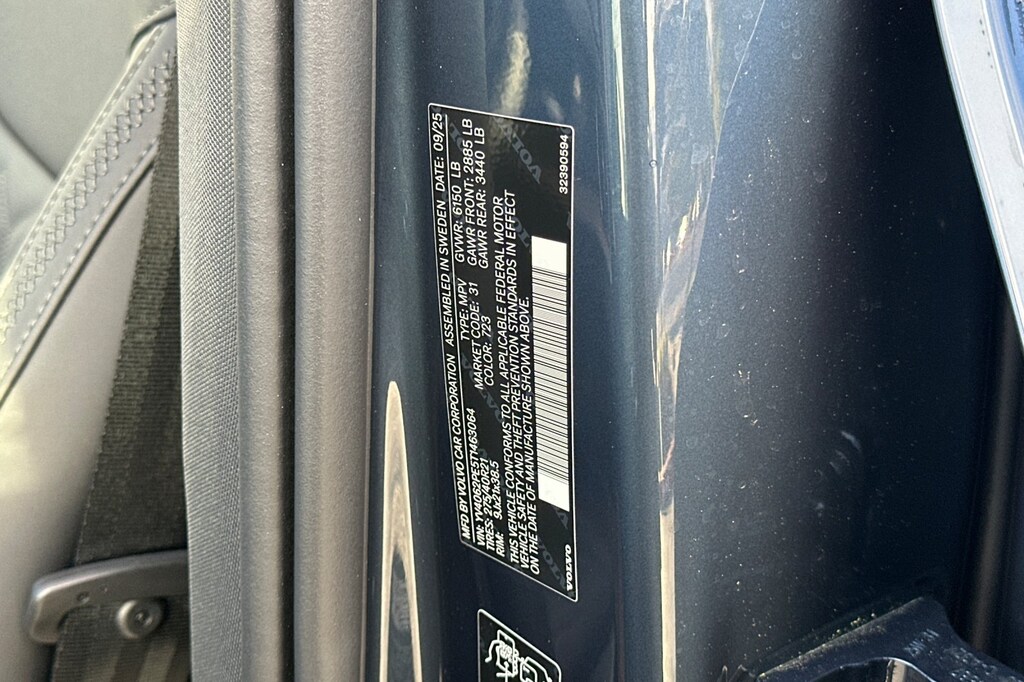 MFD BY VOLVO CAR CORPORATION ASSEMBLED IN SWEDEN DATE: 09/25
VIN: YV4062PE5T1463064 TYPE: MPV GVWR: 6150 LB
TIRES: 275/40R21 MARKET CODE: 31 GAWR FRONT: 2885 LB
RIM: 9Jx21x38.5 COLOR: 723 GAWR REAR: 3440 LB
THIS VEHICLE CONFORMS TO ALL APPLICABLE FEDERAL MOTOR
VEHICLE SAFETY AND THEFT PREVENTION STANDARDS IN EFFECT
ON THE DATE OF MANUFACTURE SHOWN ABOVE.
VOLVO 32390594